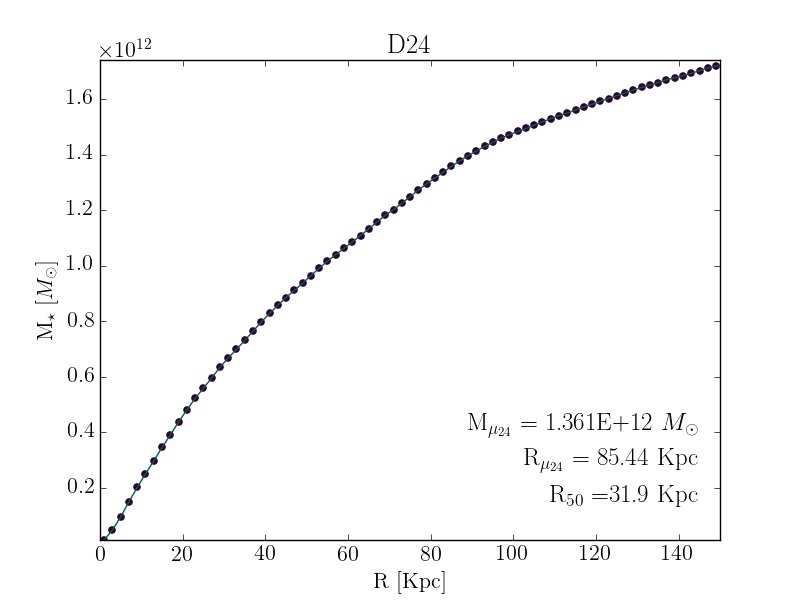 ×10¹²
D24
1.6
1.4
1.2
1.0
0.8
0.6
0.4
0.2
M⋆ [M⊙]
M_μ₂₄ = 1.361E+12 M⊙
R_μ₂₄ = 85.44 Kpc
R₅₀ =31.9 Kpc
0 20 40 60 80 100 120 140
R [Kpc]